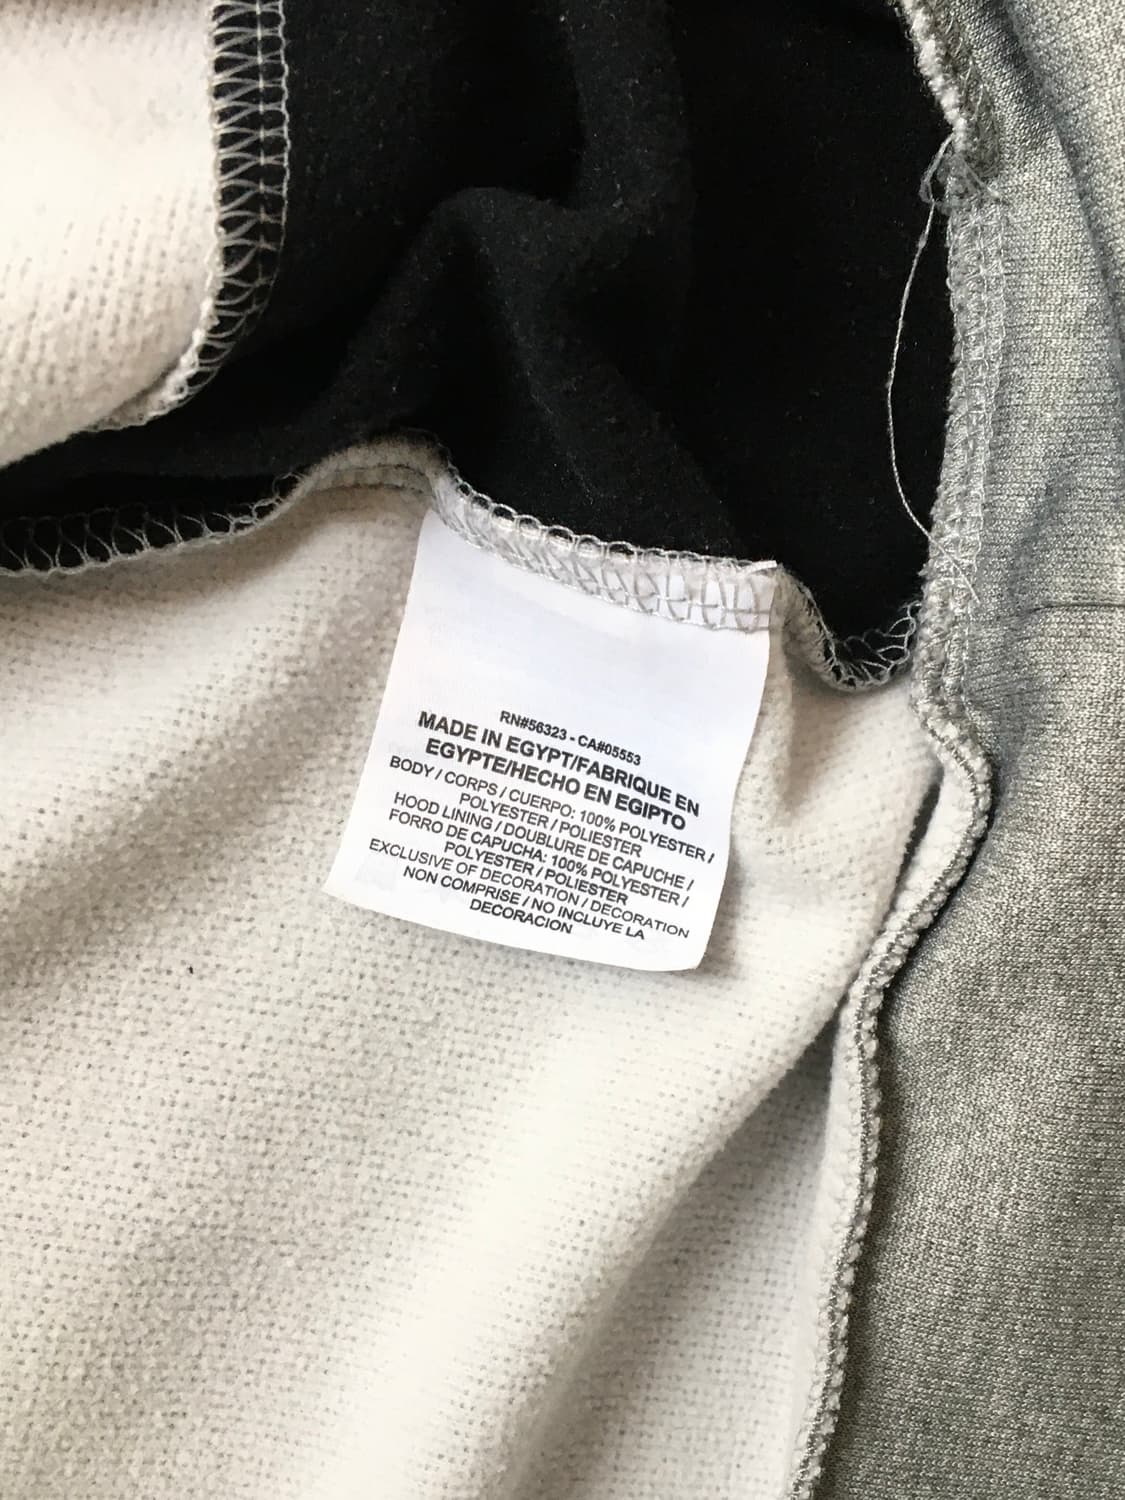 RN#56323 - CA#05553
MADE IN EGYPT/FABRIQUE EN
EGYPTE/HECHO EN EGIPTO
BODY / CORPS / CUERPO: 100% POLYESTER /
POLYESTER / POLIESTER
HOOD LINING / DOUBLURE DE CAPUCHE /
FORRO DE CAPUCHA: 100% POLYESTER /
POLYESTER / POLIESTER
EXCLUSIVE OF DECORATION / DECORATION
NON COMPRISE / NO INCLUYE LA
DECORACION